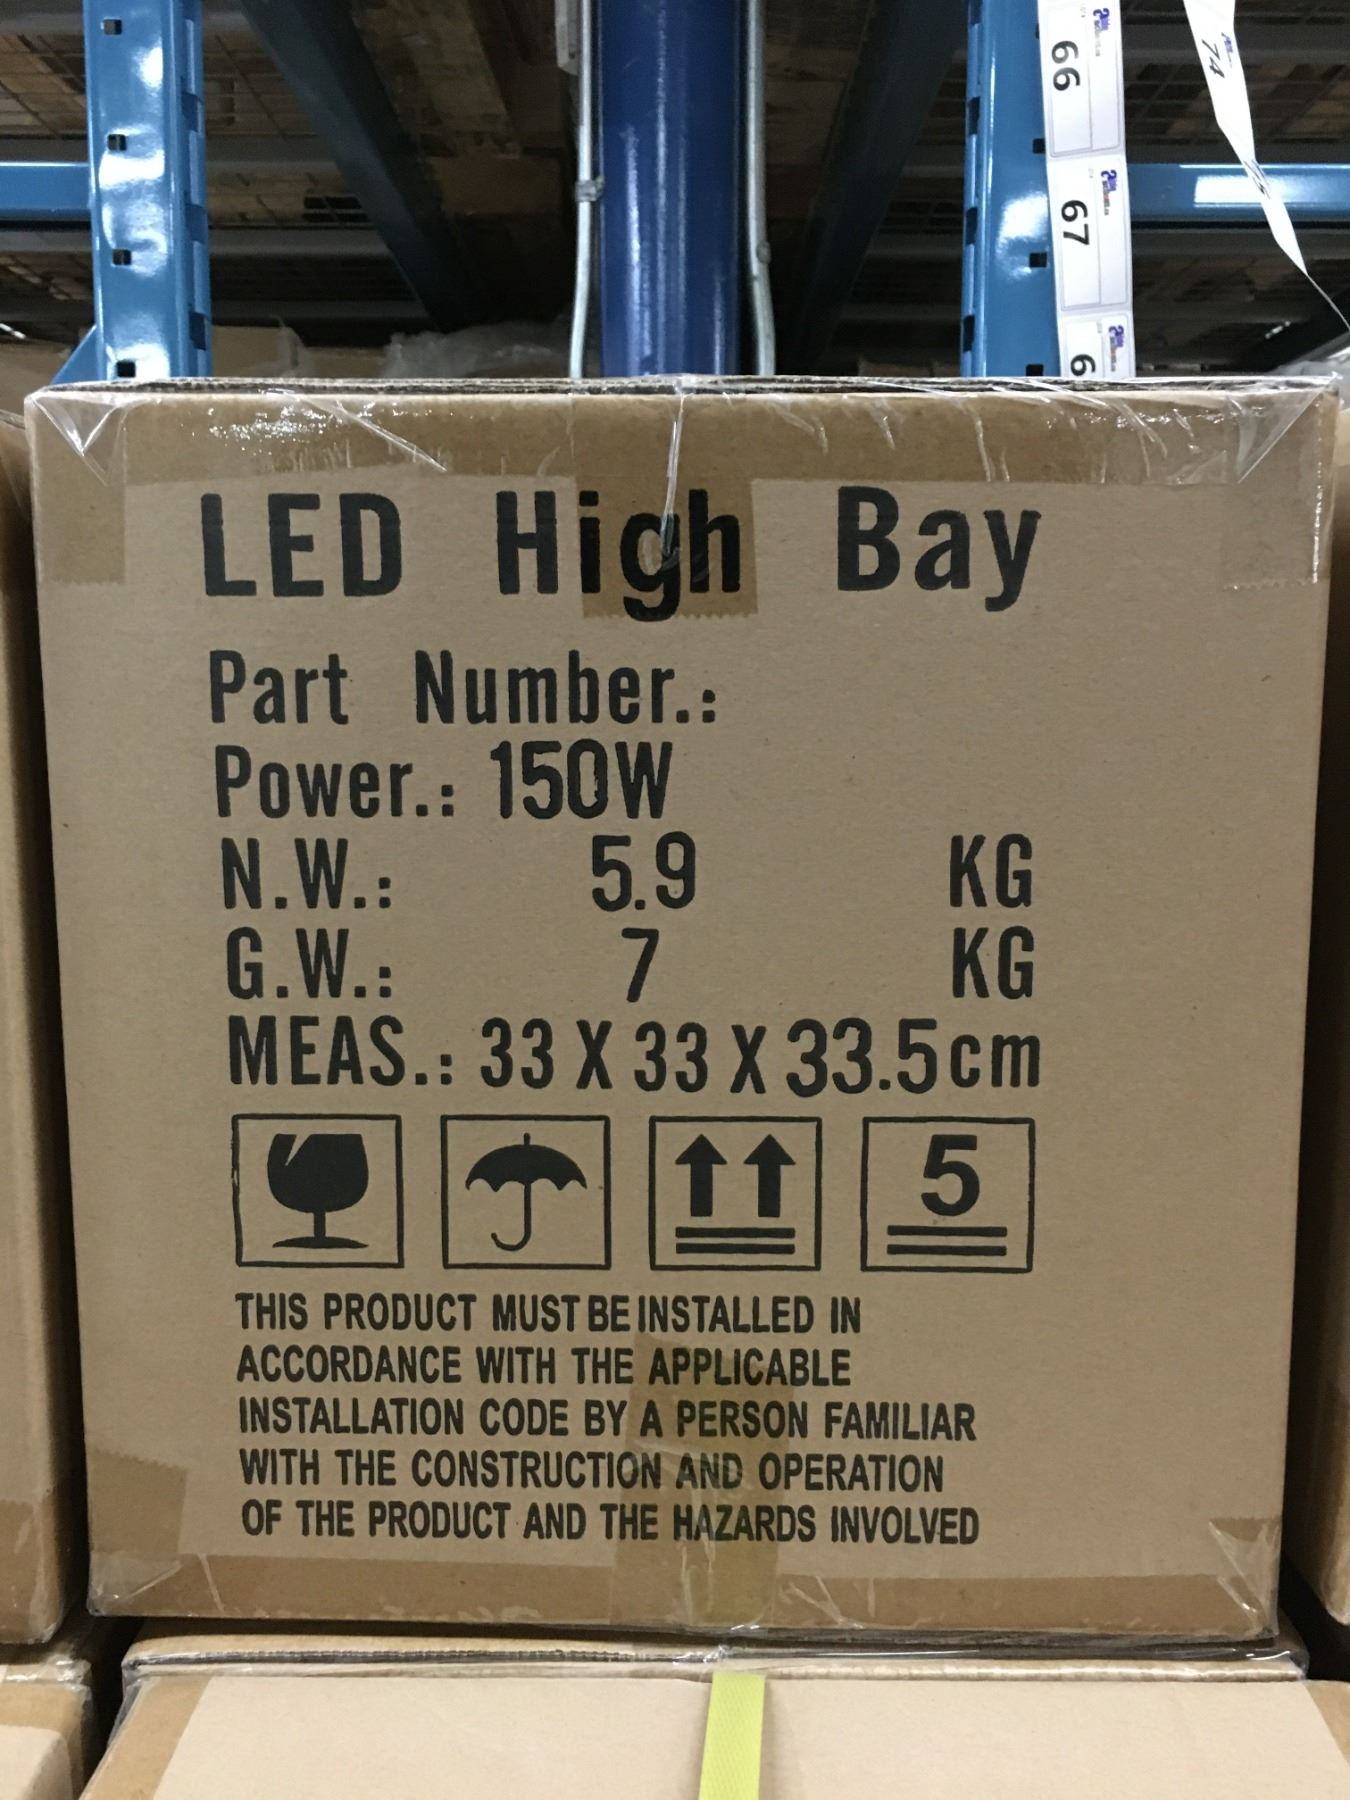 66
67
6
74
LED High Bay
Part Number.:
Power.: 150W
N.W.: 5.9 KG
G.W.: 7 KG
MEAS.: 33 X 33 X 33.5cm
5
THIS PRODUCT MUST BE INSTALLED IN
ACCORDANCE WITH THE APPLICABLE
INSTALLATION CODE BY A PERSON FAMILIAR
WITH THE CONSTRUCTION AND OPERATION
OF THE PRODUCT AND THE HAZARDS INVOLVED